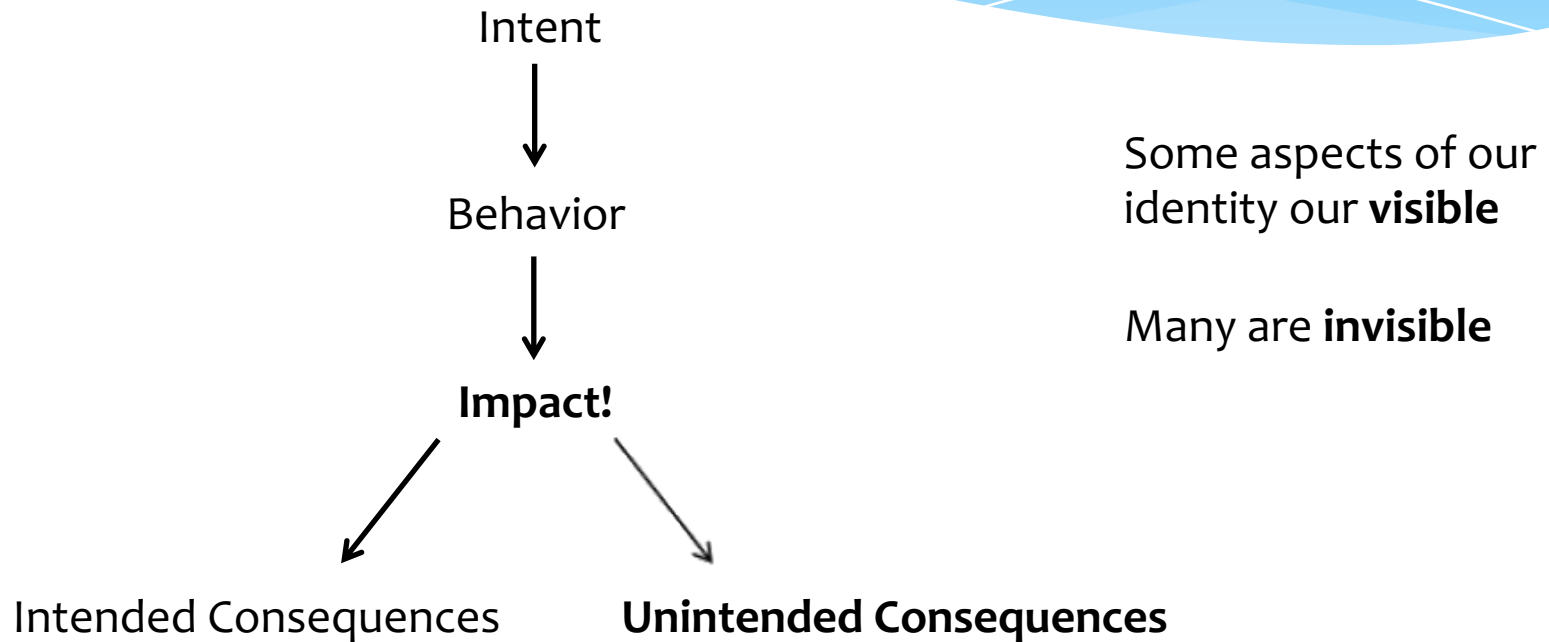 Intent
Behavior
Impact!
Intended Consequences
Unintended Consequences
Some aspects of our
identity our visible
Many are invisible